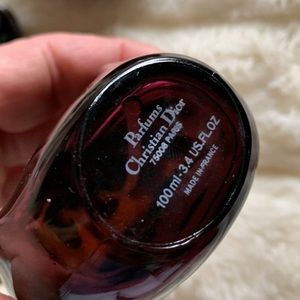 Parfums
Christian Dior
75008 PARIS
100 ml-3.4 US.FL.OZ
MADE IN FRANCE